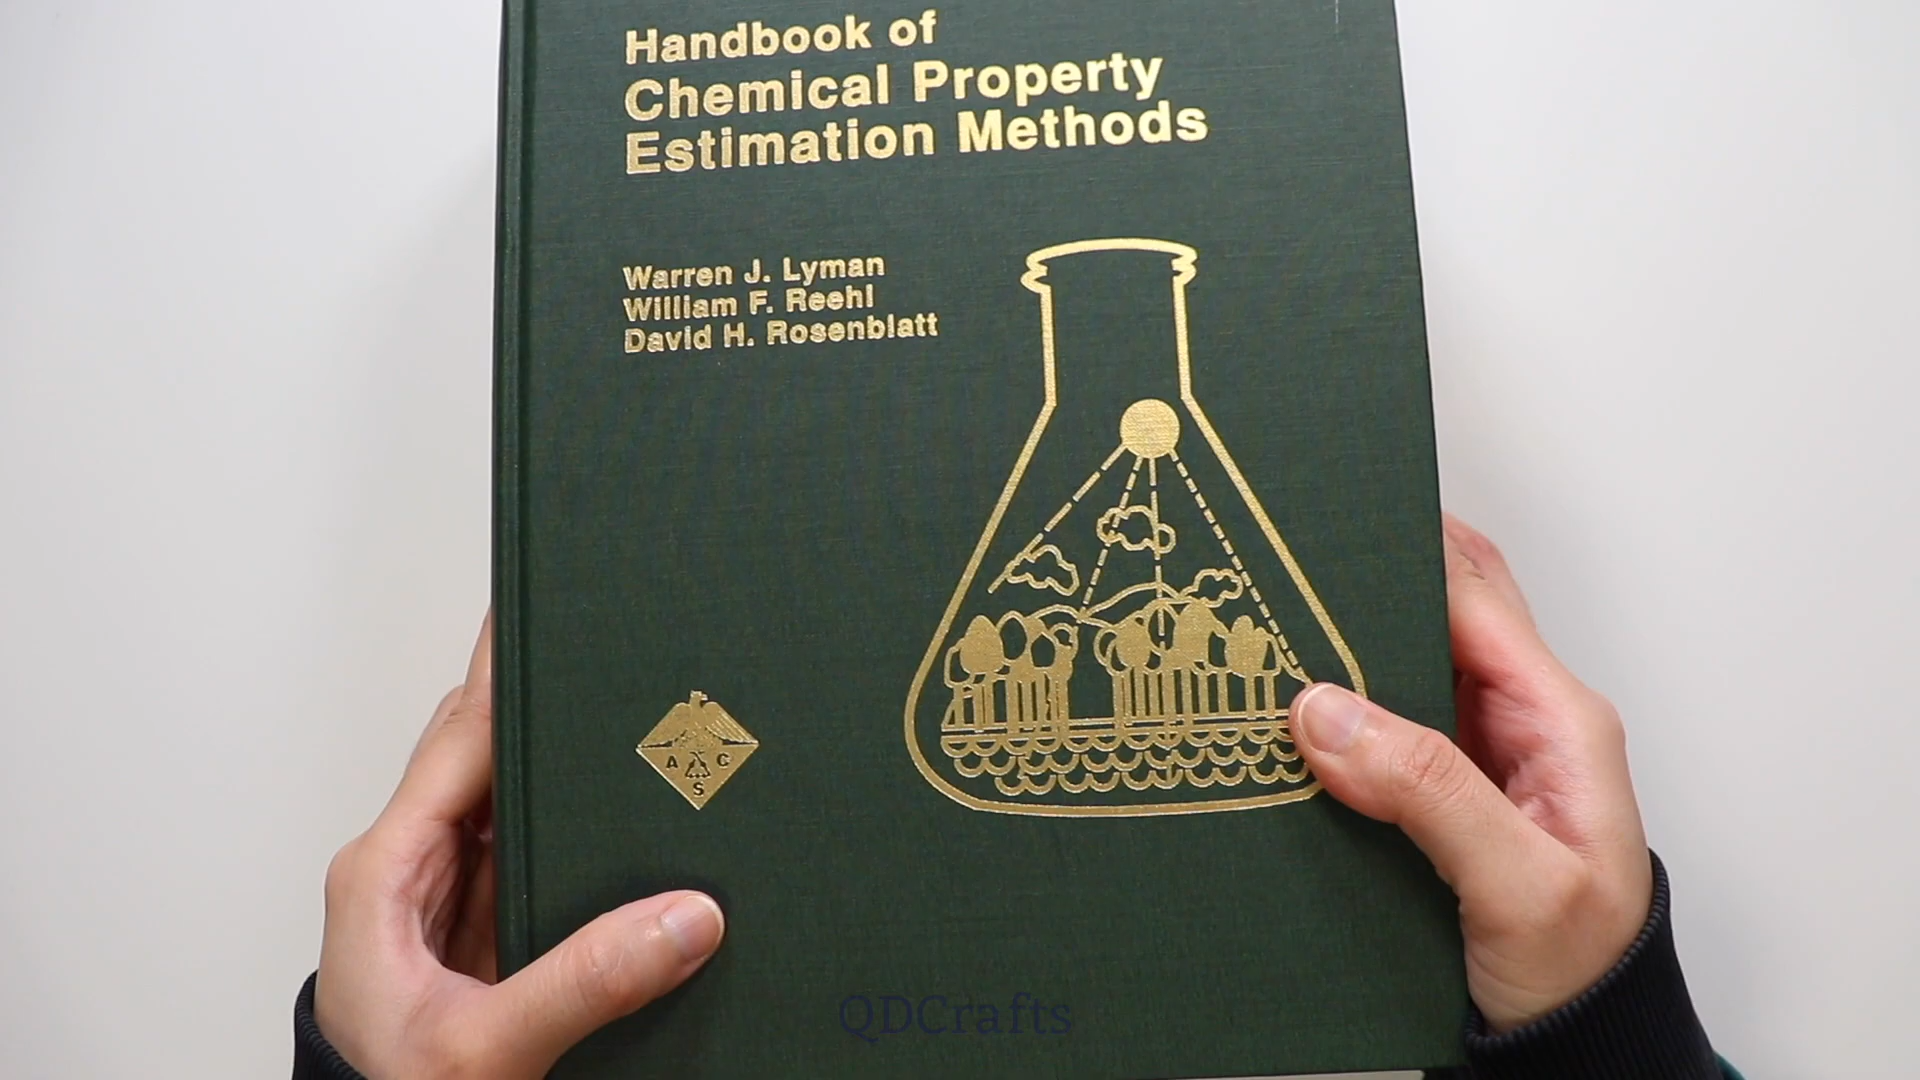 Handbook of
Chemical Property
Estimation Methods
Warren J. Lyman
William F. Reehl
David H. Rosenblatt
A C
S
QDCrafts